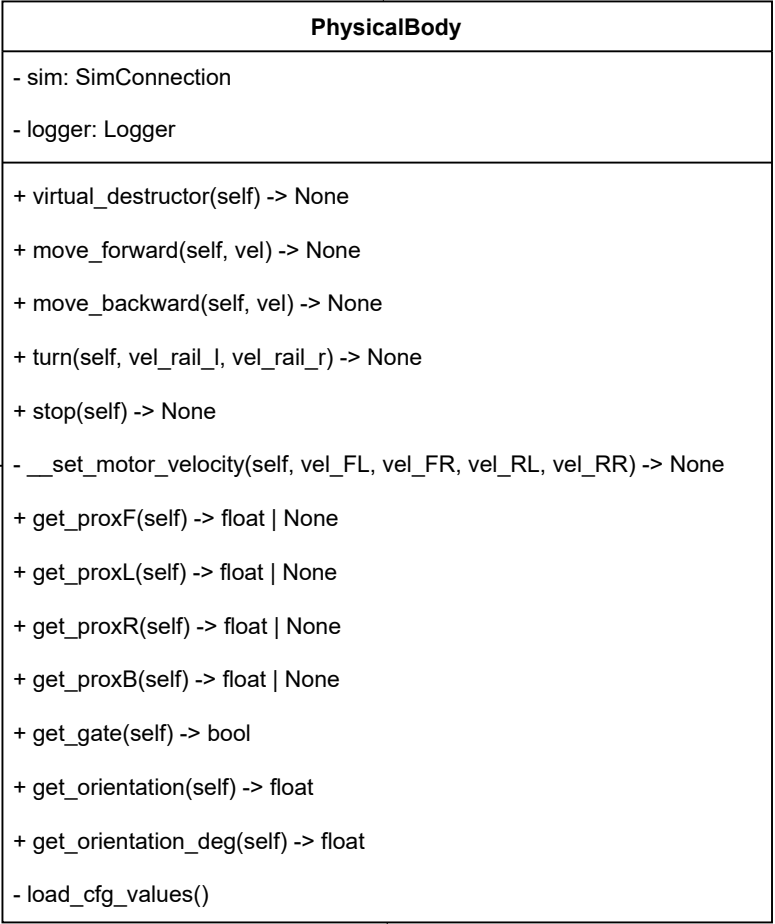 PhysicalBody
- sim: SimConnection
- logger: Logger
+ virtual_destructor(self) -> None
+ move_forward(self, vel) -> None
+ move_backward(self, vel) -> None
+ turn(self, vel_rail_l, vel_rail_r) -> None
+ stop(self) -> None
- __set_motor_velocity(self, vel_FL, vel_FR, vel_RL, vel_RR) -> None
+ get_proxF(self) -> float | None
+ get_proxL(self) -> float | None
+ get_proxR(self) -> float | None
+ get_proxB(self) -> float | None
+ get_gate(self) -> bool
+ get_orientation(self) -> float
+ get_orientation_deg(self) -> float
- load_cfg_values()